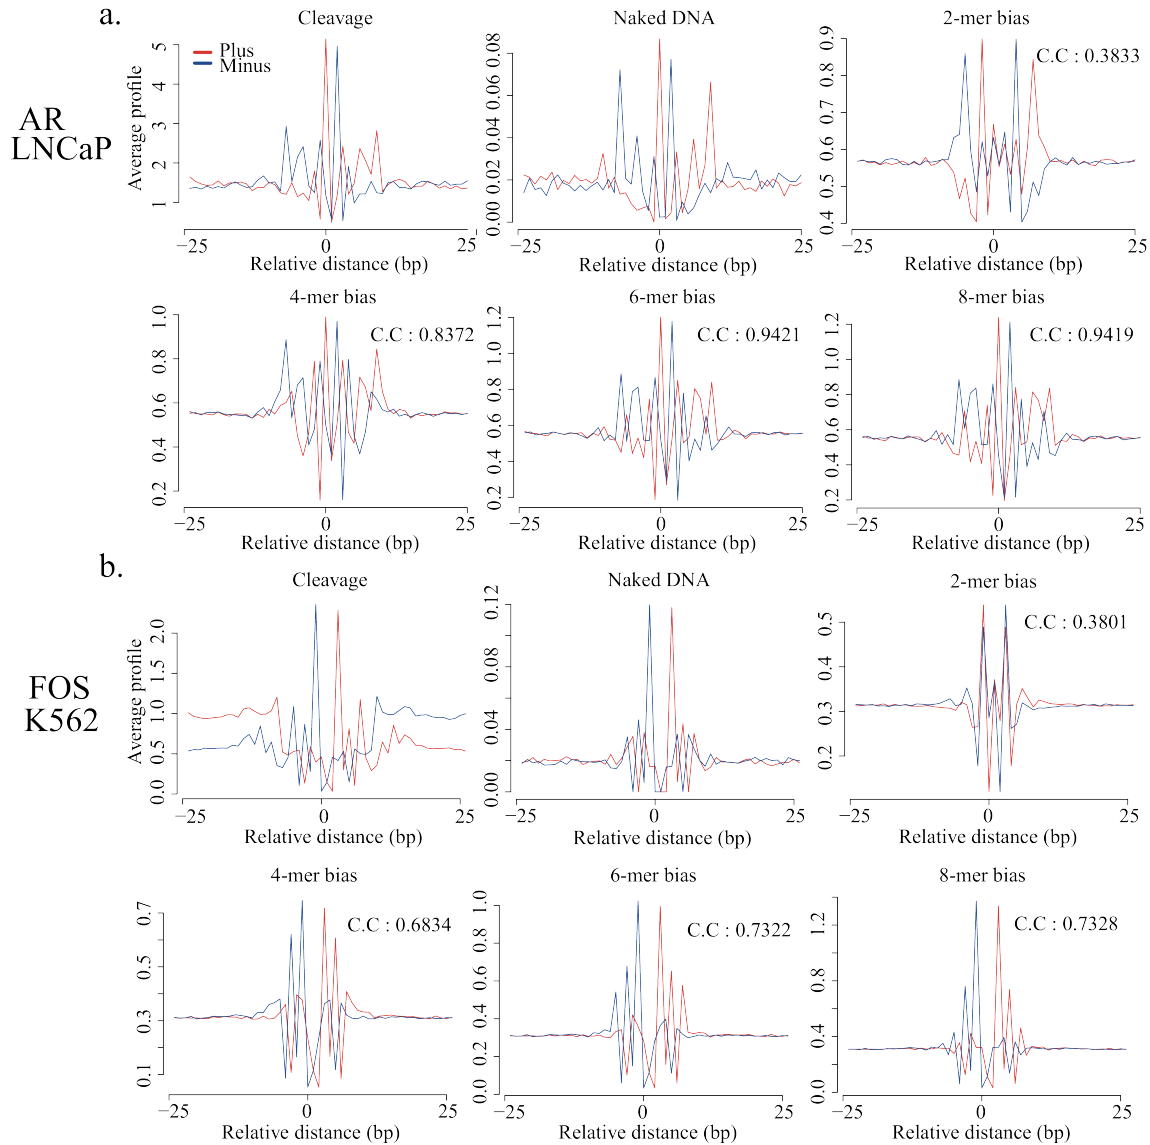 a.
AR
LNCaP
Cleavage
Plus
Minus
Average profile
5
4
3
2
1
−25
0
25
Relative distance (bp)
Naked DNA
0.08
0.06
0.04
0.02
0.00
−25
0
25
Relative distance (bp)
2-mer bias
C.C : 0.3833
0.9
0.8
0.7
0.6
0.5
0.4
−25
0
25
Relative distance (bp)
4-mer bias
C.C : 0.8372
1.0
0.8
0.6
0.4
0.2
−25
0
25
Relative distance (bp)
6-mer bias
C.C : 0.9421
1.2
1.0
0.8
0.6
0.4
0.2
−25
0
25
Relative distance (bp)
8-mer bias
C.C : 0.9419
1.2
1.0
0.8
0.6
0.4
0.2
−25
0
25
Relative distance (bp)
b.
FOS
K562
Cleavage
Average profile
2.0
1.5
1.0
0.5
0.0
−25
0
25
Relative distance (bp)
Naked DNA
0.12
0.08
0.04
0.00
−25
0
25
Relative distance (bp)
2-mer bias
C.C : 0.3801
0.5
0.4
0.3
0.2
−25
0
25
Relative distance (bp)
4-mer bias
C.C : 0.6834
0.7
0.5
0.3
0.1
−25
0
25
Relative distance (bp)
6-mer bias
C.C : 0.7322
1.0
0.8
0.6
0.4
0.2
0.0
−25
0
25
Relative distance (bp)
8-mer bias
C.C : 0.7328
1.2
0.8
0.4
0.0
−25
0
25
Relative distance (bp)